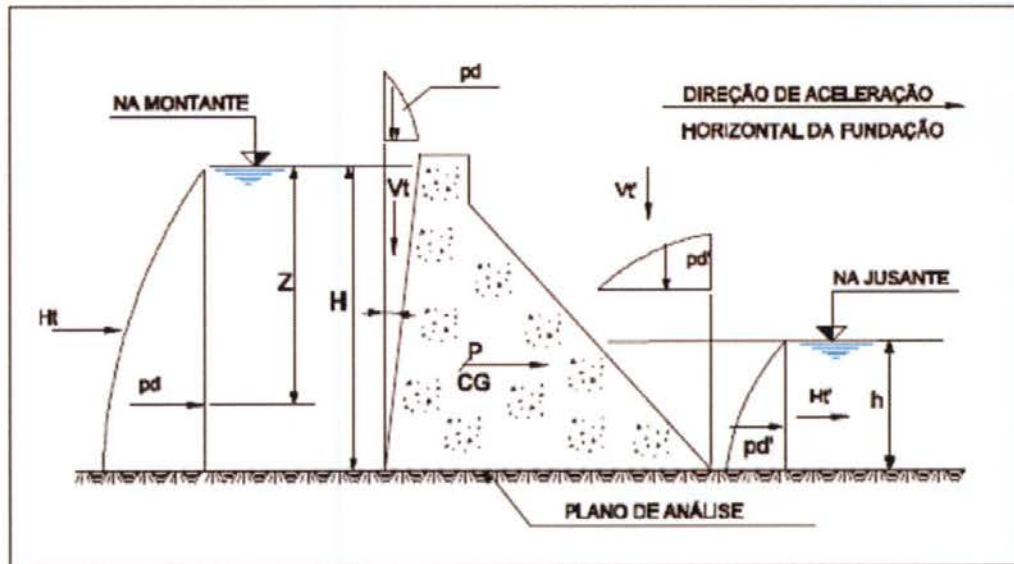 pd
DIREÇÃO DE ACELERAÇÃO
HORIZONTAL DA FUNDAÇÃO
NA MONTANTE
Vt
Vt'
pd'
NA JUSANTE
Z
H
Ht
P
CG
Ht'
h
pd
pd'
PLANO DE ANÁLISE